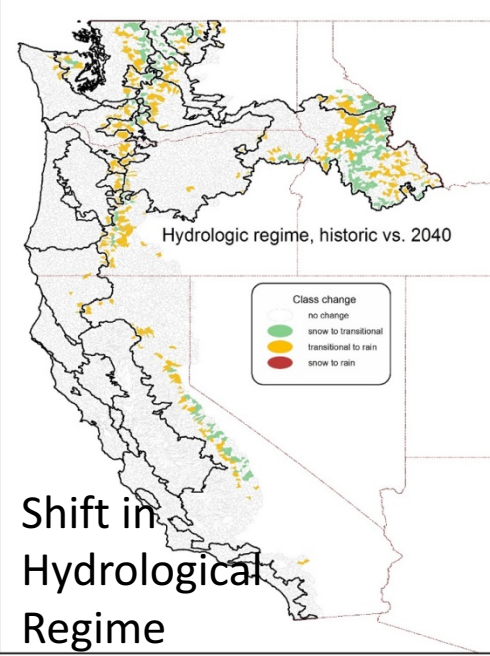 Hydrologic regime, historic vs. 2040
Class change
no change
snow to transitional
transitional to rain
snow to rain
Shift in
Hydrological
Regime